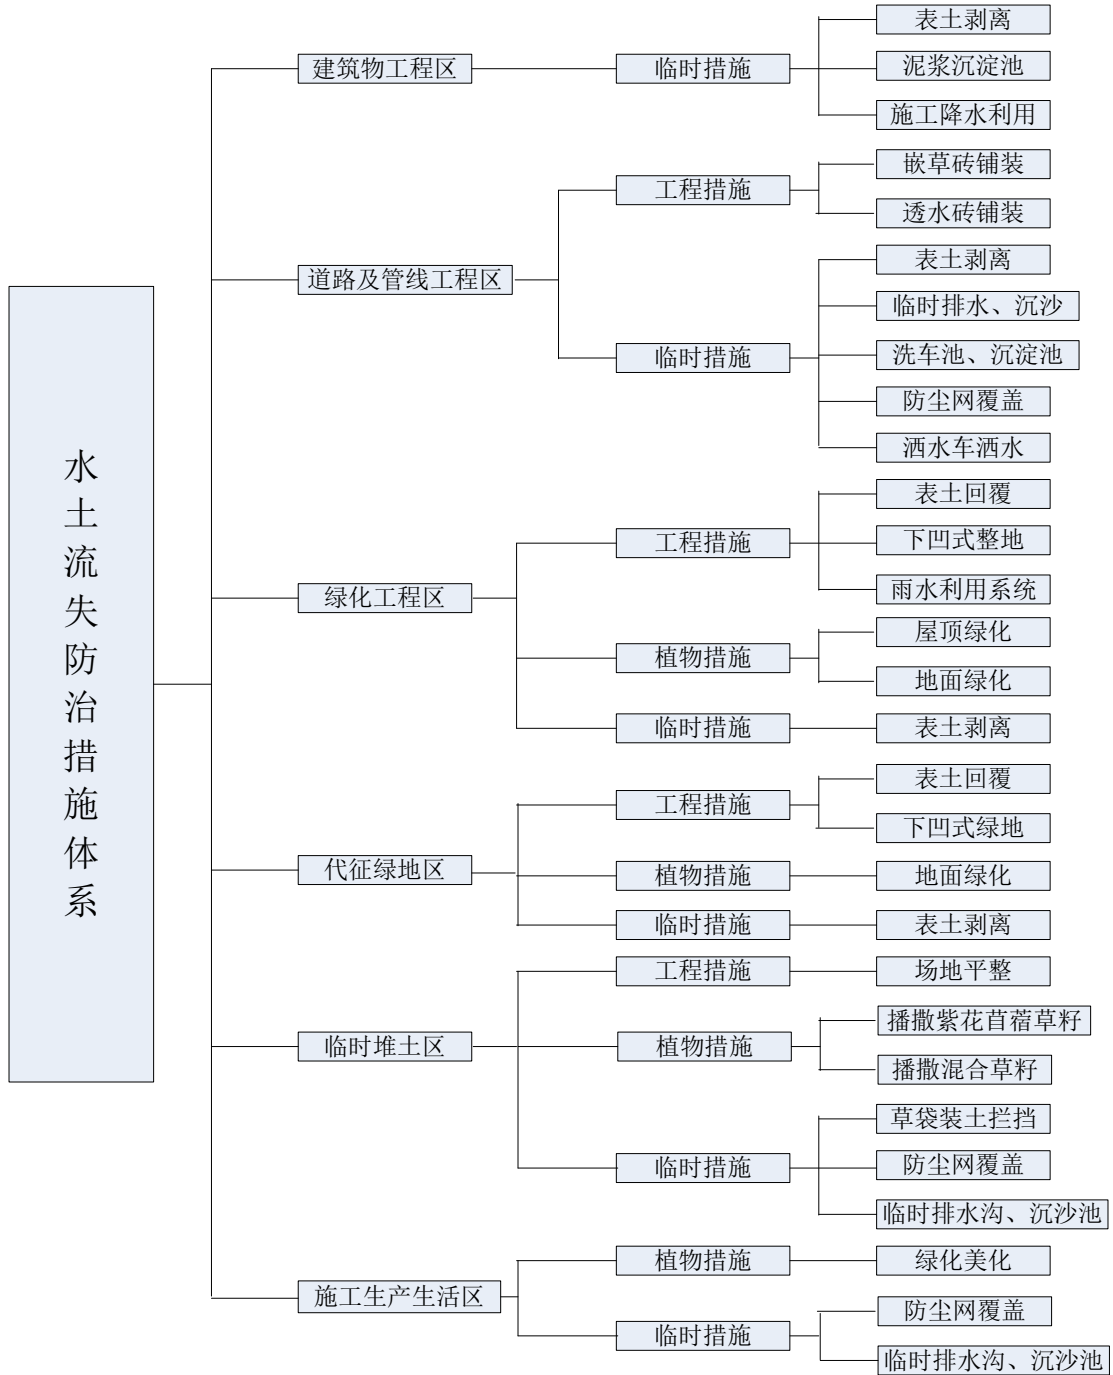 水土流失防治措施体系
建筑物工程区
临时措施
表土剥离
泥浆沉淀池
施工降水利用
道路及管线工程区
工程措施
嵌草砖铺装
透水砖铺装
临时措施
表土剥离
临时排水、沉沙
洗车池、沉淀池
防尘网覆盖
洒水车洒水
绿化工程区
工程措施
表土回覆
下凹式整地
雨水利用系统
植物措施
屋顶绿化
地面绿化
临时措施
表土剥离
代征绿地区
工程措施
表土回覆
下凹式绿地
植物措施
地面绿化
临时措施
表土剥离
临时堆土区
工程措施
场地平整
植物措施
播撒紫花苜蓿草籽
播撒混合草籽
临时措施
草袋装土拦挡
防尘网覆盖
临时排水沟、沉沙池
施工生产生活区
植物措施
绿化美化
临时措施
防尘网覆盖
临时排水沟、沉沙池